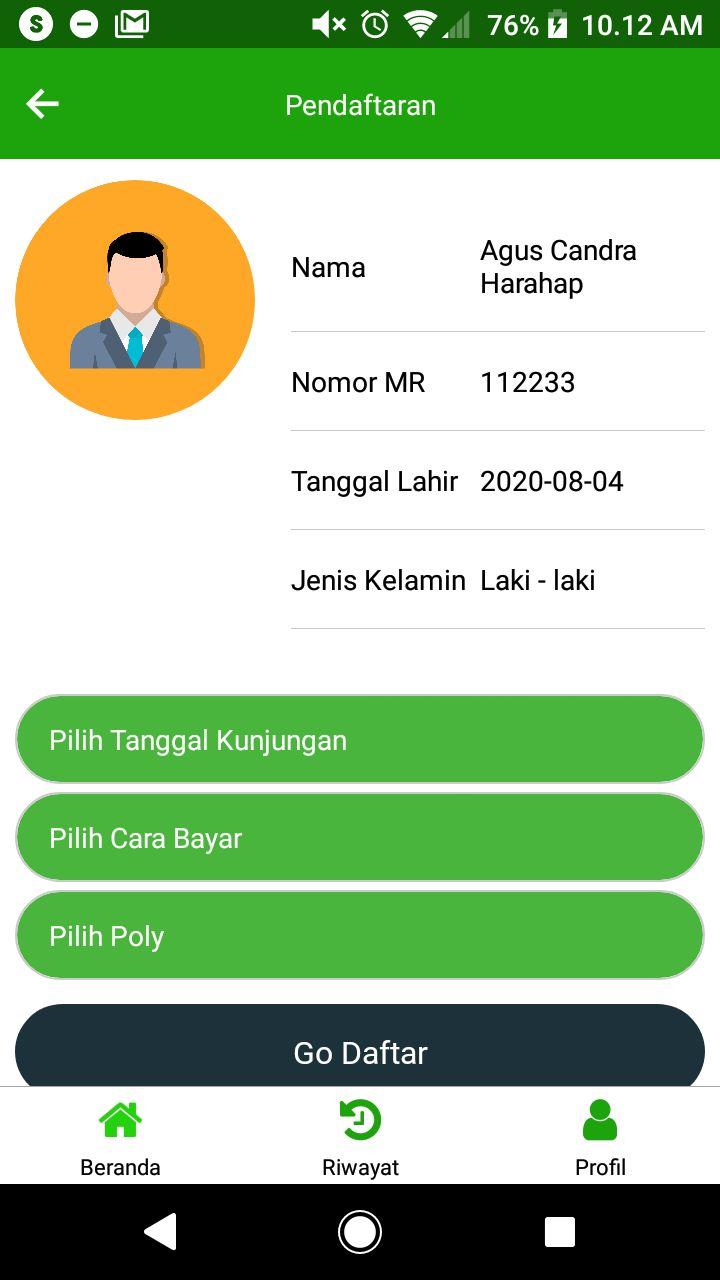 S
76% 10.12 AM
Pendaftaran
Nama
Agus Candra
Harahap
Nomor MR 112233
Tanggal Lahir 2020-08-04
Jenis Kelamin Laki - laki
Pilih Tanggal Kunjungan
Pilih Cara Bayar
Pilih Poly
Go Daftar
Beranda Riwayat Profil